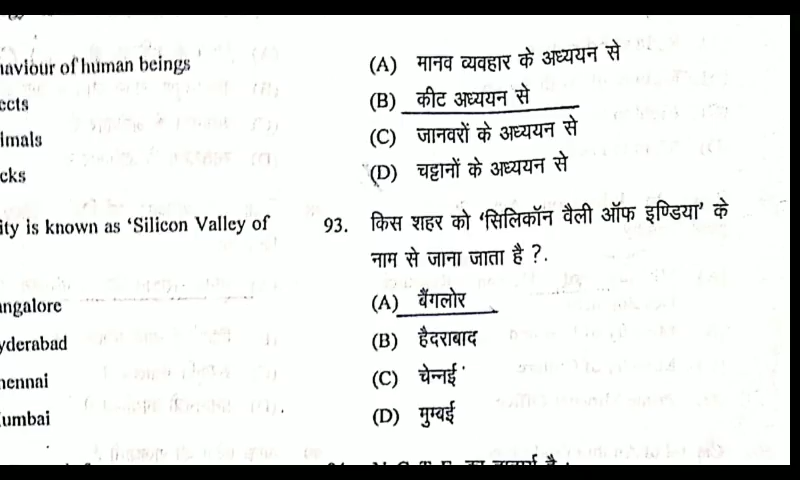 haviour of human beings
ects
imals
cks
ity is known as ‘Silicon Valley of
angalore
yderabad
hennai
umbai
(A) मानव व्यवहार के अध्ययन से
(B) कीट अध्ययन से
(C) जानवरों के अध्ययन से
(D) चट्टानों के अध्ययन से
93. किस शहर को ‘सिलिकॉन वैली ऑफ इण्डिया’ के
नाम से जाना जाता है ?
(A) बैंगलोर
(B) हैदराबाद
(C) चेन्नई
(D) मुम्बई